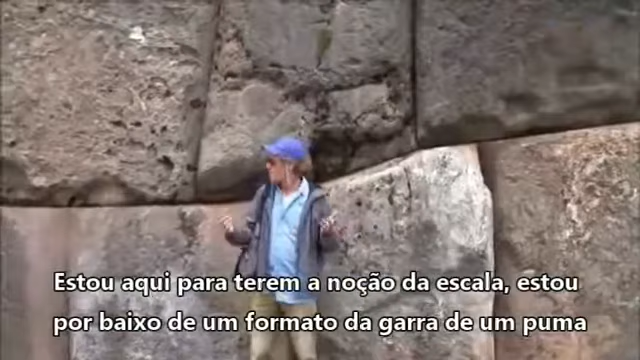 Estou aqui para terem a noção da escala, estou
por baixo de um formato da garra de um puma